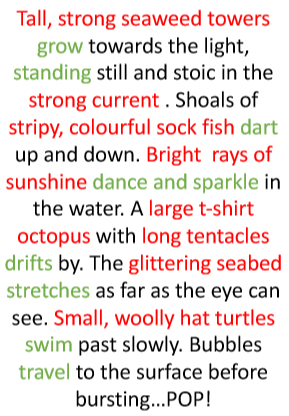 Tall, strong seaweed towers
grow towards the light,
standing still and stoic in the
strong current . Shoals of
stripy, colourful sock fish dart
up and down. Bright  rays of
sunshine dance and sparkle in
the water. A large t-shirt
octopus with long tentacles
drifts by. The glittering seabed
stretches as far as the eye can
see. Small, woolly hat turtles
swim past slowly. Bubbles
travel to the surface before
bursting...POP!